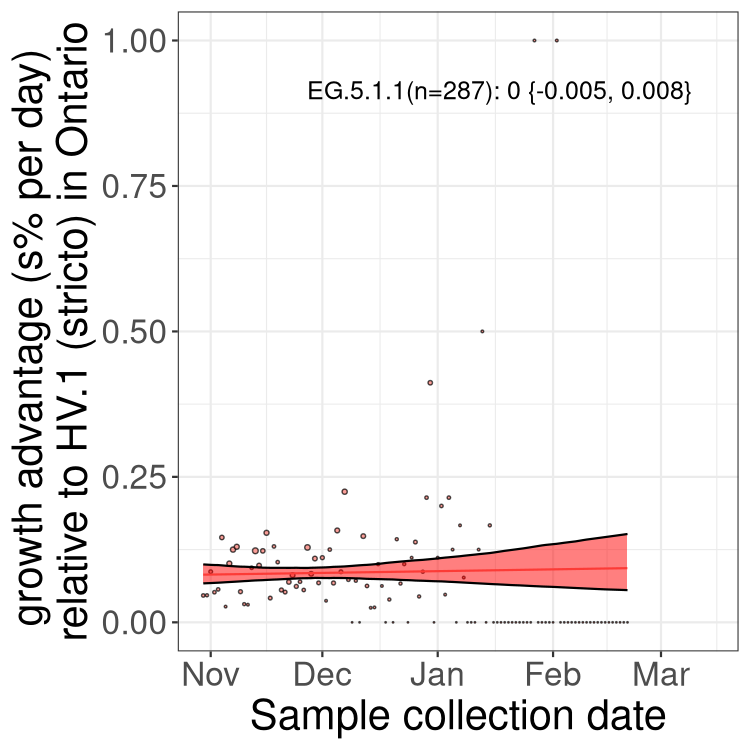 growth advantage (s% per day)
relative to HV.1 (stricto) in Ontario
1.00
0.75
0.50
0.25
0.00
EG.5.1.1(n=287): 0 {-0.005, 0.008}
Nov Dec Jan Feb Mar
Sample collection date